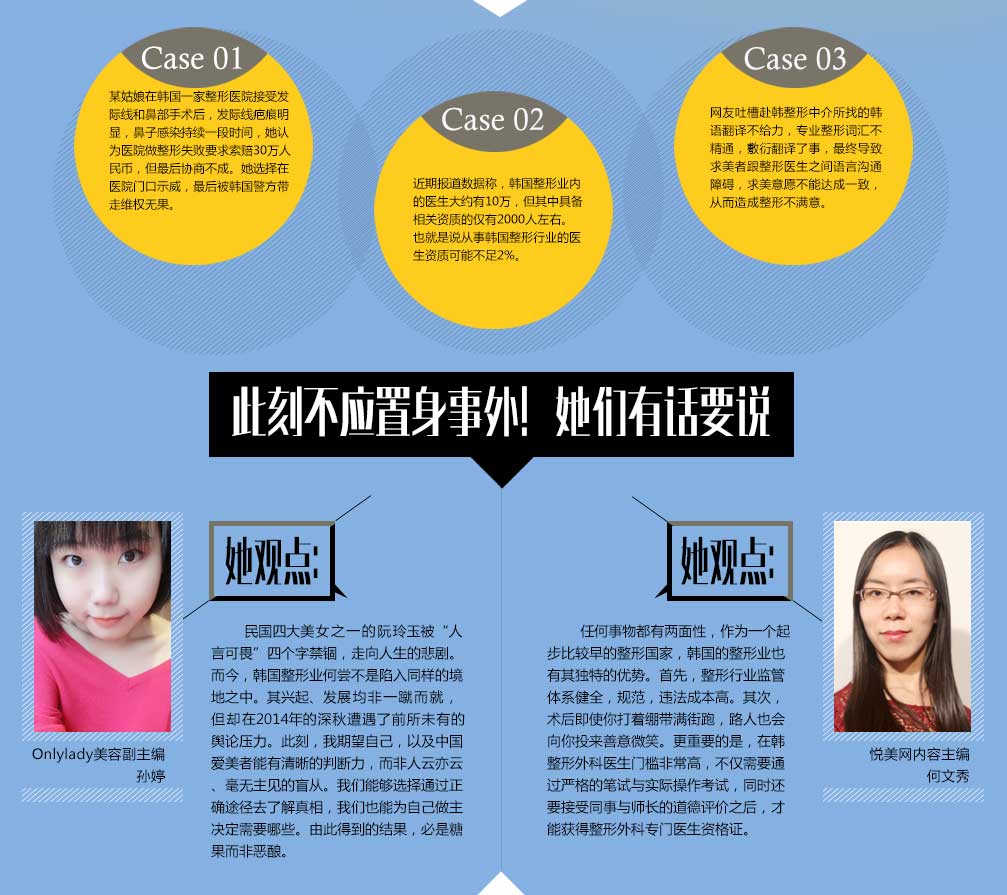 Case 01
某姑娘在韩国一家整形医院接受发
际线和鼻部手术后，发际线疤痕明
显，鼻子感染持续一段时间，她认
为医院做整形失败要求索赔30万人
民币，但最后协商不成。她选择在
医院门口示威，最后被韩国警方带
走维权无果。
Case 02
近期报道数据称，韩国整形业内
的医生大约有10万，但其中具备
相关资质的仅有2000人左右。
也就是说从事韩国整形行业的医
生资质可能不足2%。
Case 03
网友吐槽赴韩整形中介所找的韩
语翻译不给力，专业整形词汇不
精通，敷衍翻译了事，最终导致
求美者跟整形医生之间语言沟通
障碍，求美意愿不能达成一致，
从而造成整形不满意。
此刻不应置身事外！她们有话要说
她观点：
民国四大美女之一的阮玲玉被“人
言可畏”四个字禁锢，走向人生的悲剧。
而今，韩国整形业何尝不是陷入同样的境
地之中。其兴起、发展均非一蹴而就，
但却在2014年的深秋遭遇了前所未有的
舆论压力。此刻，我期望自己，以及中国
爱美者能有清晰的判断力，而非人云亦云
、毫无主见的盲从。我们能够选择通过正
确途径去了解真相，我们也能为自己做主
决定需要哪些。由此得到的结果，必是糖
果而非恶酿。
Onlylady美容副主编
孙婷
她观点：
任何事物都有两面性，作为一个起
步比较早的整形国家，韩国的整形业也
有其独特的优势。首先，整形行业监管
体系健全，规范，违法成本高。其次，
术后即使你打着绷带满街跑，路人也会
向你投来善意微笑。更重要的是，在韩
整形外科医生门槛非常高，不仅需要通
过严格的笔试与实际操作考试，同时还
要接受同事与师长的道德评价之后，才
能获得整形外科专门医生资格证。
悦美网内容主编
何文秀